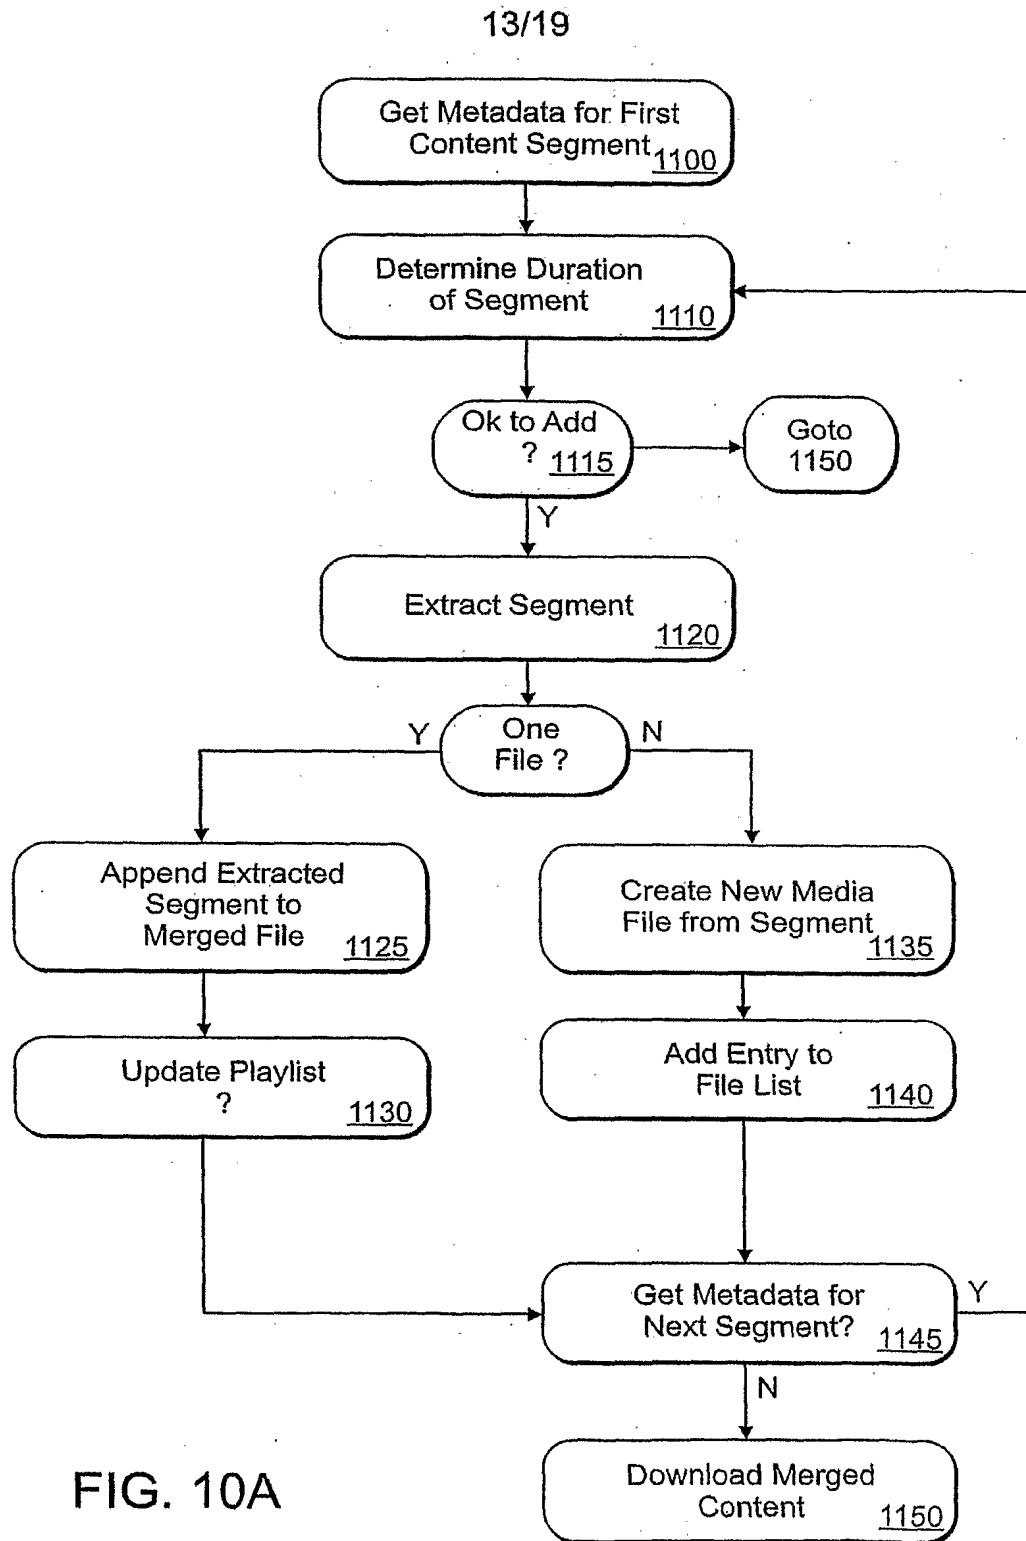 13/19
Get Metadata for First
Content Segment
1100
Determine Duration
of Segment
1110
Ok to Add
?
1115
Goto
1150
Y
Extract Segment
1120
Y
One
File ?
N
Append Extracted
Segment to
Merged File
1125
Create New Media
File from Segment
1135
Update Playlist
?
1130
Add Entry to
File List
1140
Get Metadata for
Next Segment?
1145
Y
N
Download Merged
Content
1150
FIG. 10A